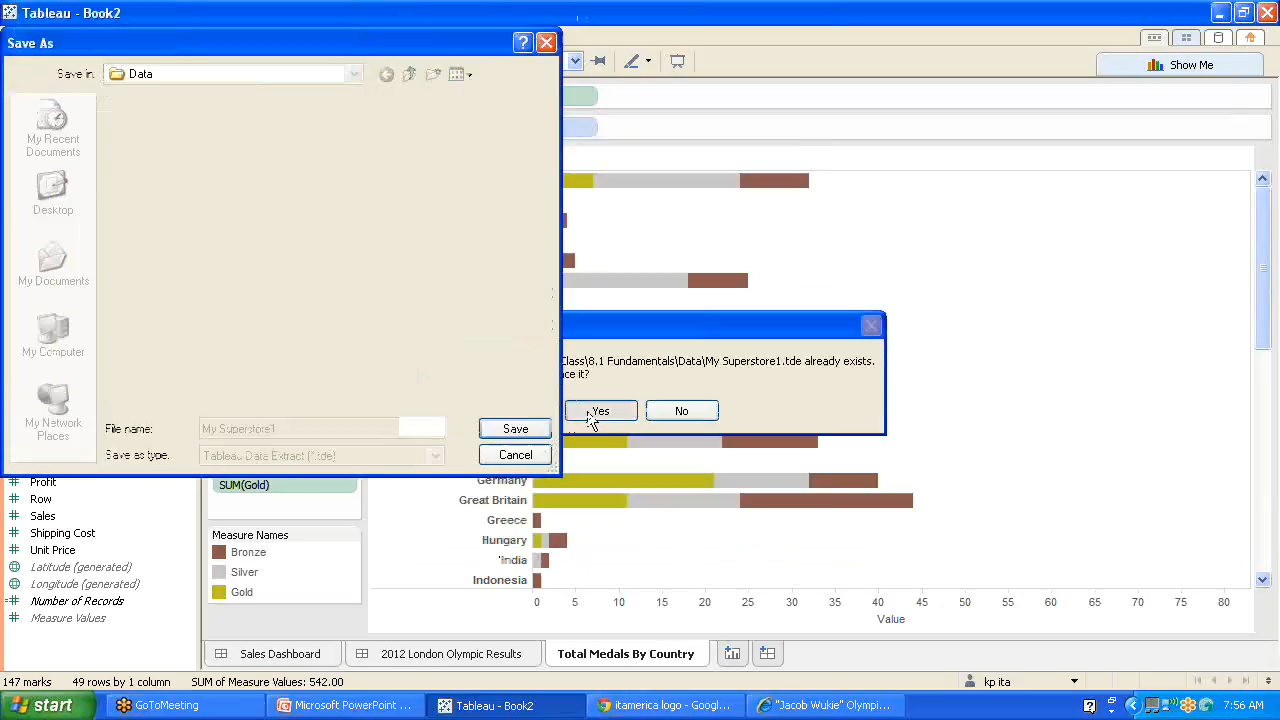 Tableau - Book2
Save As
Save in:
Data
Show Me
My Recent
Documents
Desktop
My Documents
My Computer
My Network
Places
File name:
My Superstore1
Save
Save as type:
Tableau Data Extract (*.tde)
Cancel
Class\8.1 Fundamentals\Data\My Superstore1.tde already exists.
ce it?
Yes
No
Profit
Row
Sales
Shipping Cost
Unit Price
Latitude (generated)
Longitude (generated)
Number of Records
Measure Values
SUM(Gold)
Measure Names
Bronze
Silver
Gold
Germany
Great Britain
Greece
Hungary
'India
Indonesia
0 5 10 15 20 25 30 35 40 45 50 55 60 65 70 75 80
Value
Sales Dashboard
2012 London Olympic Results
Total Medals By Country
147 marks
49 rows by 1 column
SUM of Measure Values: 542.00
kp ita
start
GoToMeeting
Microsoft PowerPoint ...
Tableau - Book2
itamerica logo - Googl...
"Jacob Wukie" Olympi...
7:56 AM